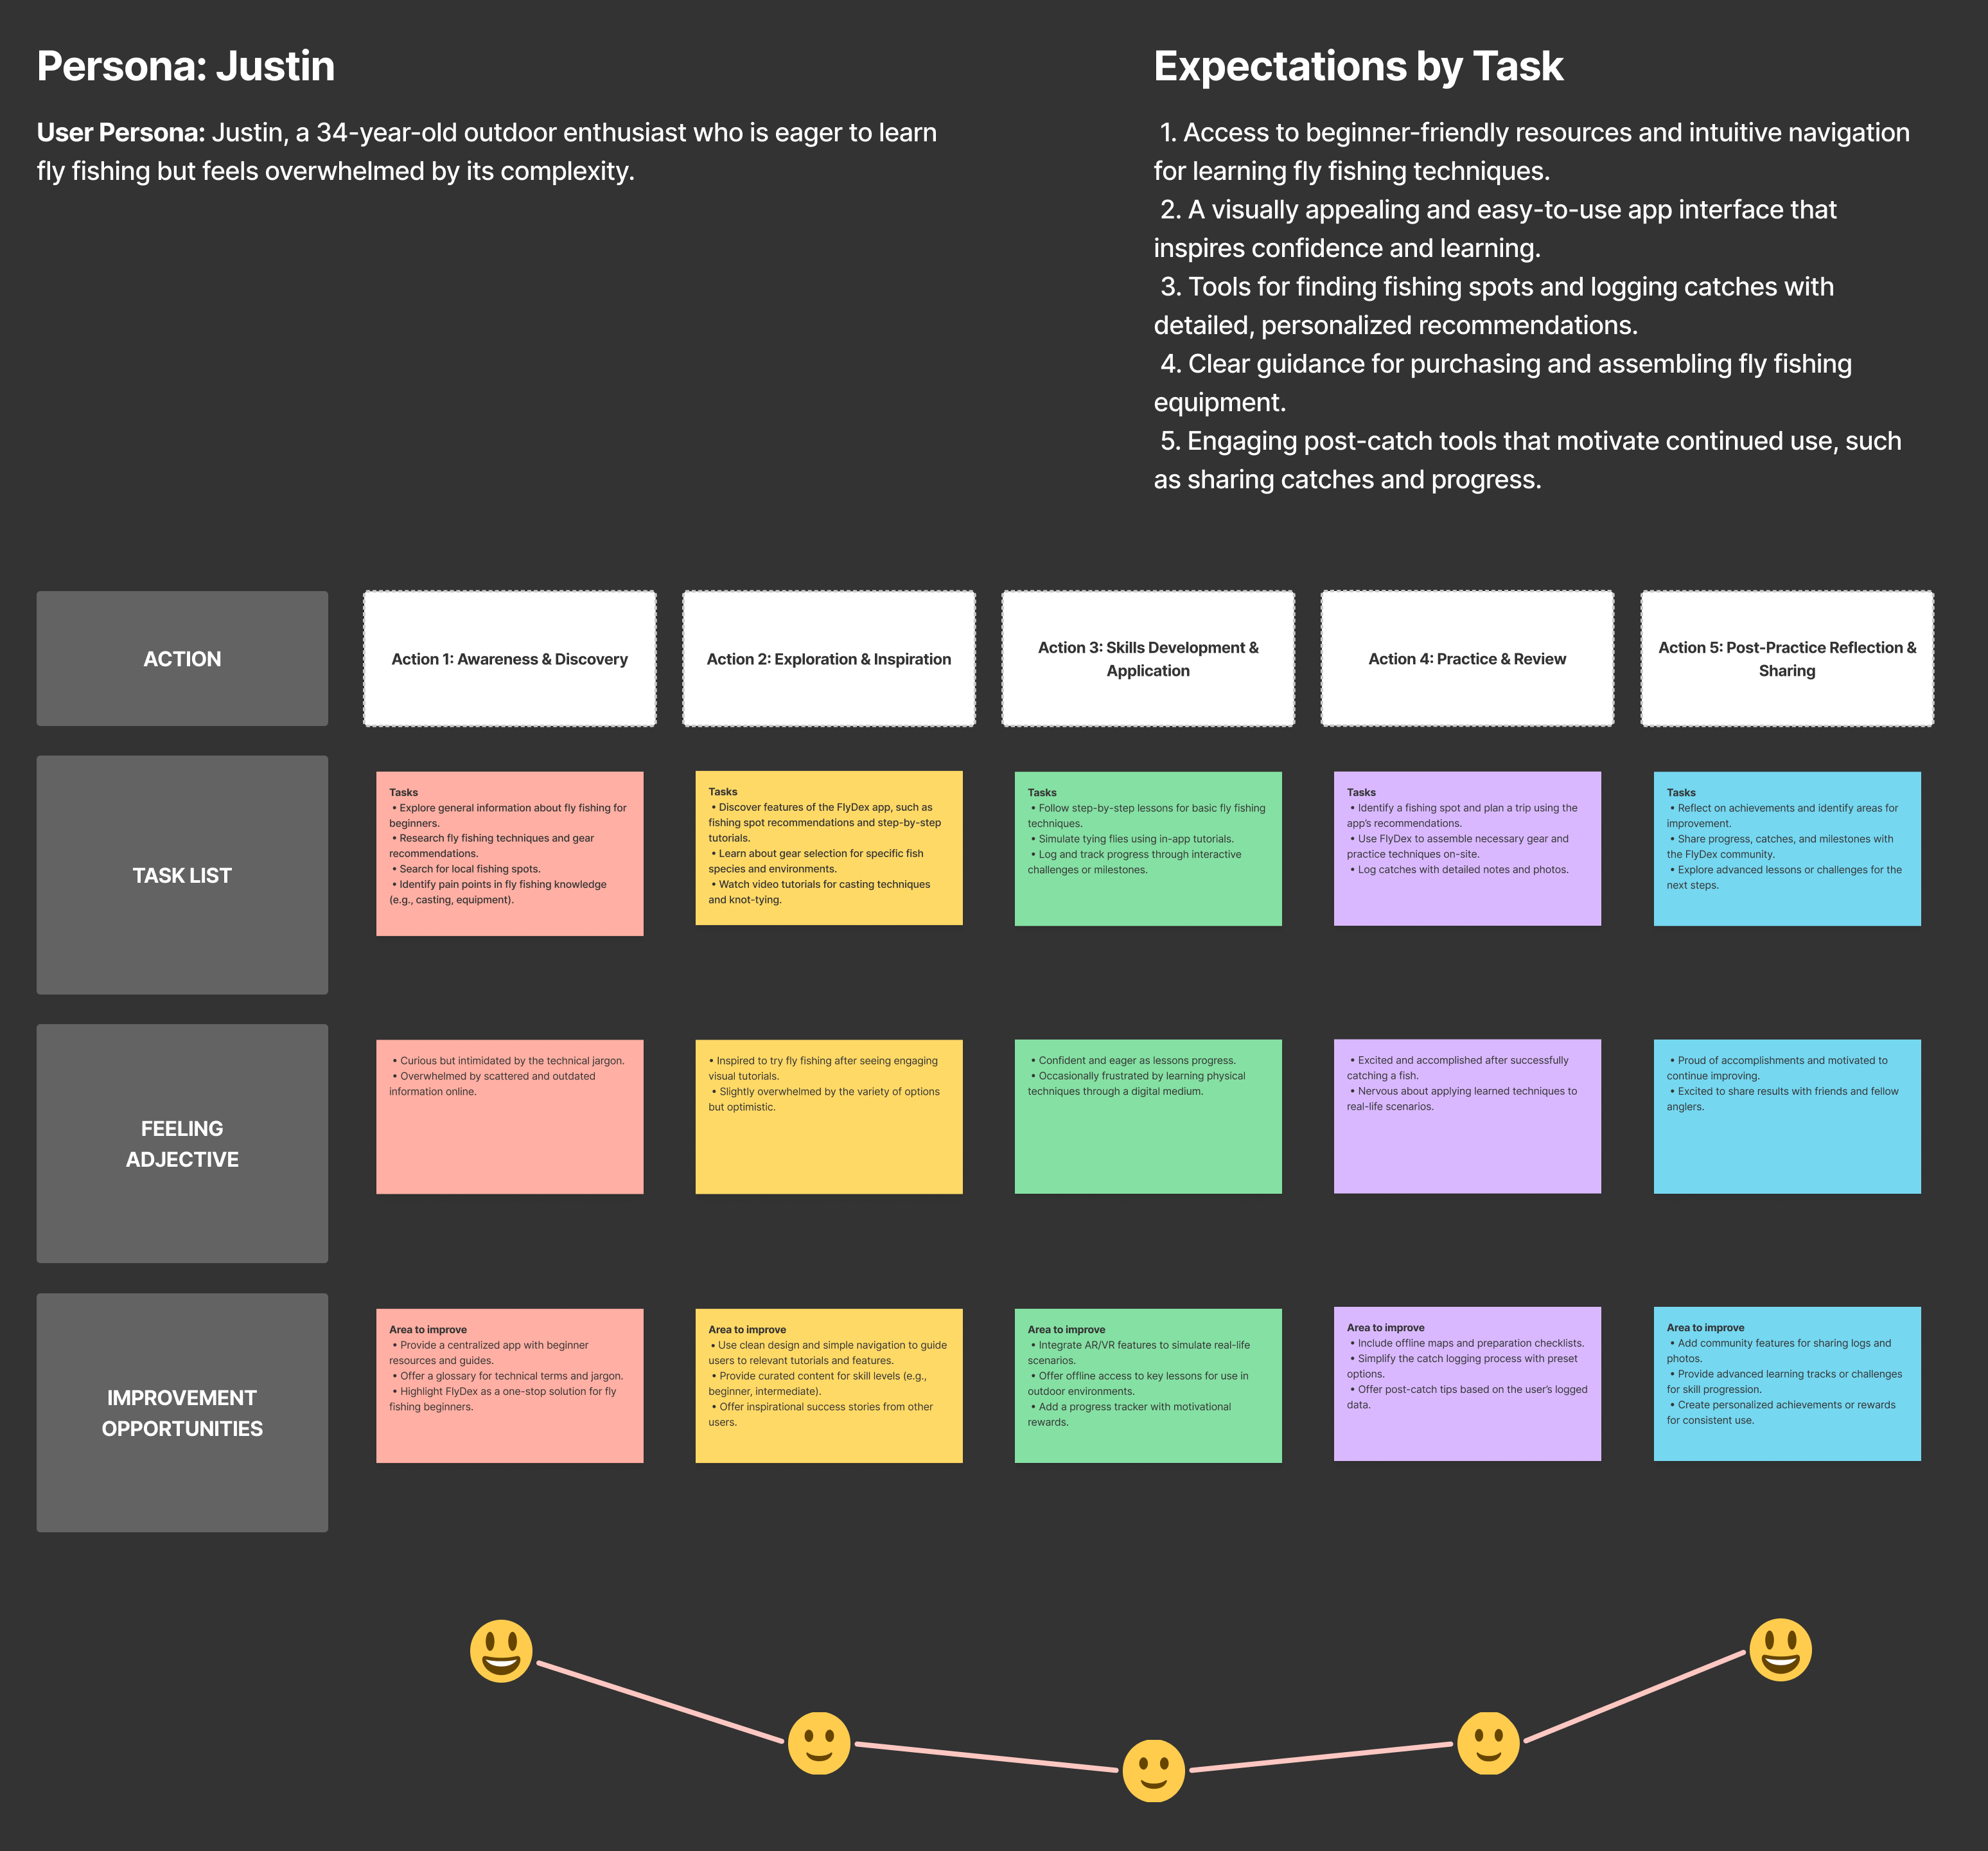 Persona: Justin
User Persona: Justin, a 34-year-old outdoor enthusiast who is eager to learn
fly fishing but feels overwhelmed by its complexity.
Expectations by Task
1. Access to beginner-friendly resources and intuitive navigation
for learning fly fishing techniques.
2. A visually appealing and easy-to-use app interface that
inspires confidence and learning.
3. Tools for finding fishing spots and logging catches with
detailed, personalized recommendations.
4. Clear guidance for purchasing and assembling fly fishing
equipment.
5. Engaging post-catch tools that motivate continued use, such
as sharing catches and progress.
ACTION
Action 1: Awareness & Discovery
Action 2: Exploration & Inspiration
Action 3: Skills Development &
Application
Action 4: Practice & Review
Action 5: Post-Practice Reflection &
Sharing
TASK LIST
Tasks
• Explore general information about fly fishing for
beginners.
• Research fly fishing techniques and gear
recommendations.
• Search for local fishing spots.
• Identify pain points in fly fishing knowledge
(e.g., casting, equipment).
Tasks
• Discover features of the FlyDex app, such as
fishing spot recommendations and step-by-step
tutorials.
• Learn about gear selection for specific fish
species and environments.
• Watch video tutorials for casting techniques
and knot-tying.
Tasks
• Follow step-by-step lessons for basic fly fishing
techniques.
• Simulate tying flies using in-app tutorials.
• Log and track progress through interactive
challenges or milestones.
Tasks
• Identify a fishing spot and plan a trip using the
app's recommendations.
• Use FlyDex to assemble necessary gear and
practice techniques on-site.
• Log catches with detailed notes and photos.
Tasks
• Reflect on achievements and identify areas for
improvement.
• Share progress, catches, and milestones with
the FlyDex community.
• Explore advanced lessons or challenges for the
next steps.
FEELING
ADJECTIVE
• Curious but intimidated by the technical jargon.
• Overwhelmed by scattered and outdated
information online.
• Inspired to try fly fishing after seeing engaging
visual tutorials.
• Slightly overwhelmed by the variety of options
but optimistic.
• Confident and eager as lessons progress.
• Occasionally frustrated by learning physical
techniques through a digital medium.
• Excited and accomplished after successfully
catching a fish.
• Nervous about applying learned techniques to
real-life scenarios.
• Proud of accomplishments and motivated to
continue improving.
• Excited to share results with friends and fellow
anglers.
IMPROVEMENT
OPPORTUNITIES
Area to improve
• Provide a centralized app with beginner
resources and guides.
• Offer a glossary for technical terms and jargon.
• Highlight FlyDex as a one-stop solution for fly
fishing beginners.
Area to improve
• Use clean design and simple navigation to guide
users to relevant tutorials and features.
• Provide curated content for skill levels (e.g.,
beginner, intermediate).
• Offer inspirational success stories from other
users.
Area to improve
• Integrate AR/VR features to simulate real-life
scenarios.
• Offer offline access to key lessons for use in
outdoor environments.
• Add a progress tracker with motivational
rewards.
Area to improve
• Include offline maps and preparation checklists.
• Simplify the catch logging process with preset
options.
• Offer post-catch tips based on the user's logged
data.
Area to improve
• Add community features for sharing logs and
photos.
• Provide advanced learning tracks or challenges
for skill progression.
• Create personalized achievements or rewards
for consistent use.